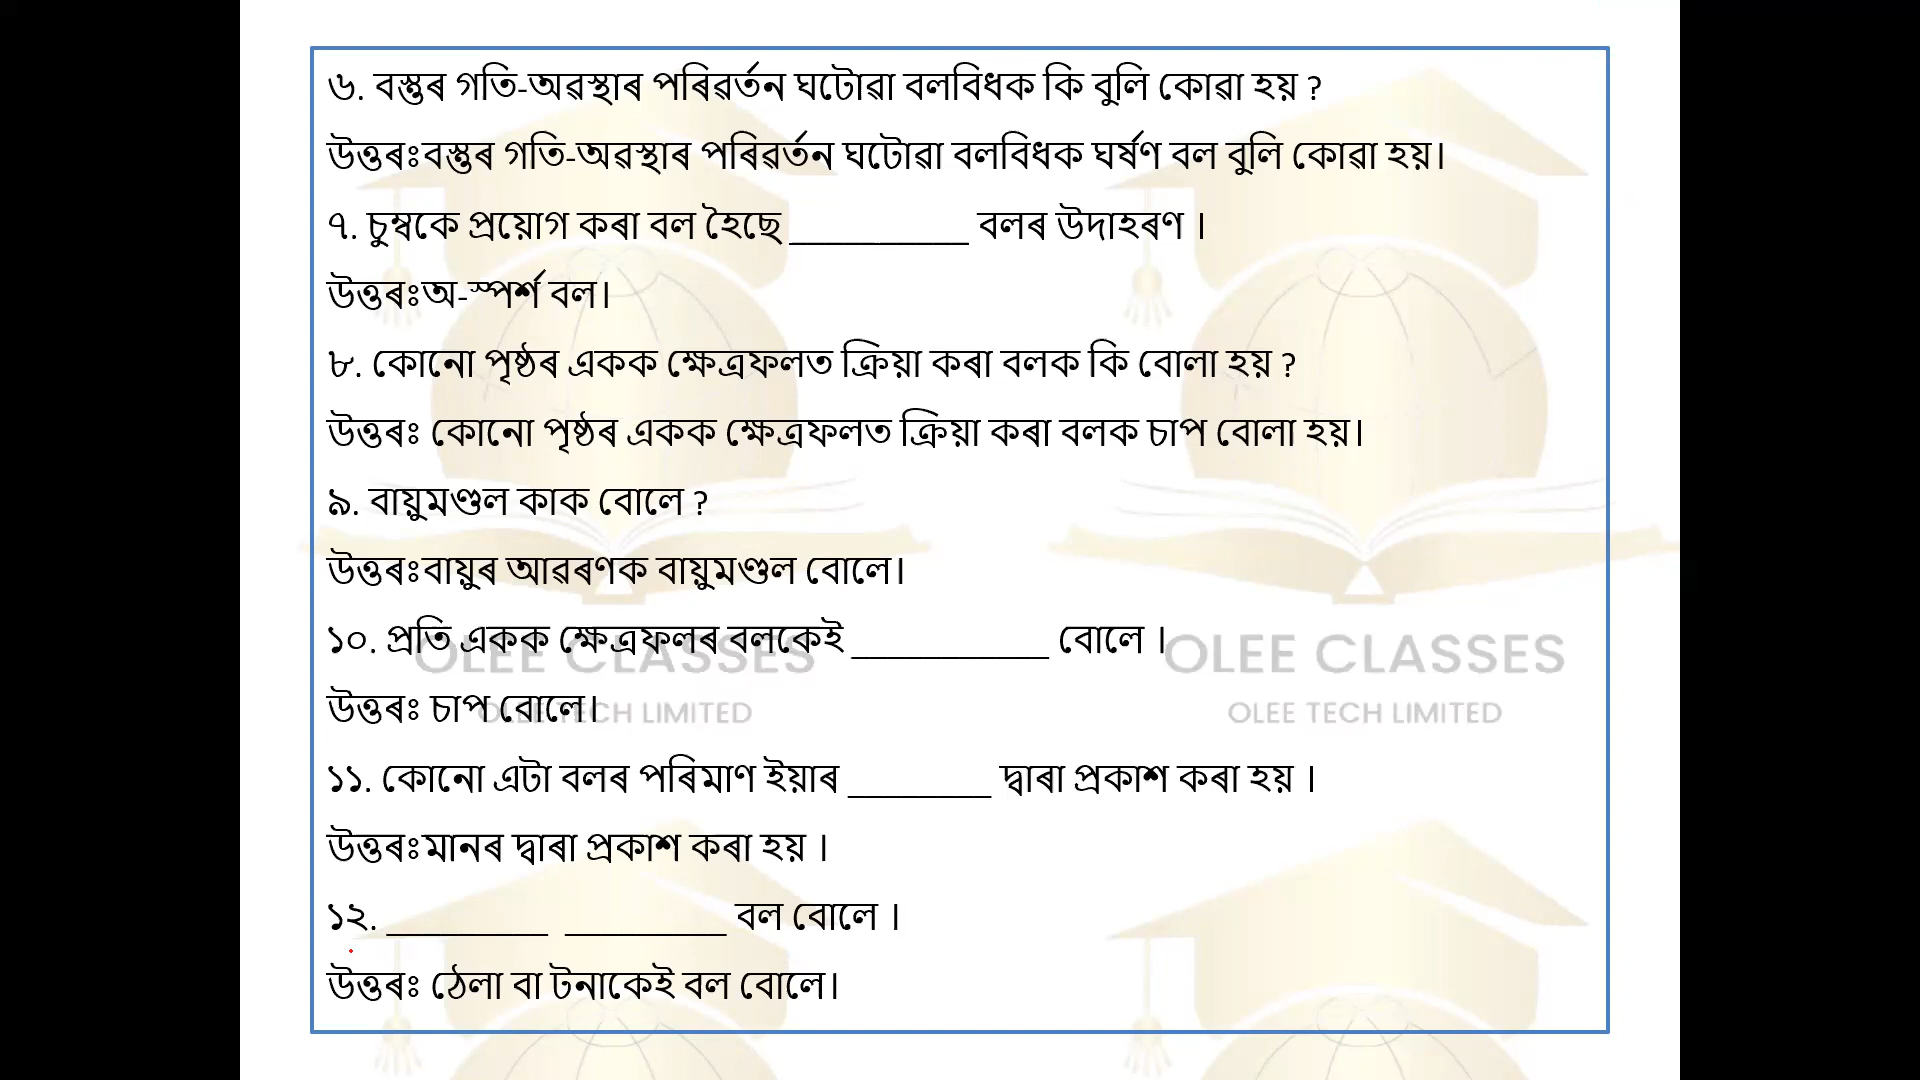 ৬. বস্তুৰ গতি-অৱস্থাৰ পৰিৱৰ্তন ঘটোৱা বলবিধক কি বুলি কোৱা হয় ?
উত্তৰঃবস্তুৰ গতি-অৱস্থাৰ পৰিৱৰ্তন ঘটোৱা বলবিধক ঘৰ্ষণ বল বুলি কোৱা হয়।
৭. চুম্বকে প্ৰয়োগ কৰা বল হৈছে __________ বলৰ উদাহৰণ ।
উত্তৰঃঅ-স্পৰ্শ বল।
৮. কোনো পৃষ্ঠৰ একক ক্ষেত্ৰফলত ক্ৰিয়া কৰা বলক কি বোলা হয় ?
উত্তৰঃ কোনো পৃষ্ঠৰ একক ক্ষেত্ৰফলত ক্ৰিয়া কৰা বলক চাপ বোলা হয়।
৯. বায়ুমণ্ডল কাক বোলে ?
উত্তৰঃবায়ুৰ আৱৰণক বায়ুমণ্ডল বোলে।
১০. প্ৰতি একক ক্ষেত্ৰফলৰ বলকেই ___________ বোলে ।
উত্তৰঃ চাপ বোলে।
১১. কোনো এটা বলৰ পৰিমাণ ইয়াৰ ________ দ্বাৰা প্ৰকাশ কৰা হয় ।
উত্তৰঃমানৰ দ্বাৰা প্ৰকাশ কৰা হয় ।
১২. _________ _________ বল বোলে ।
উত্তৰঃ ঠেলা বা টনাকেই বল বোলে।
OLEE CLASSES
OLEE TECH LIMITED
OLEE CLASSES
OLEE TECH LIMITED